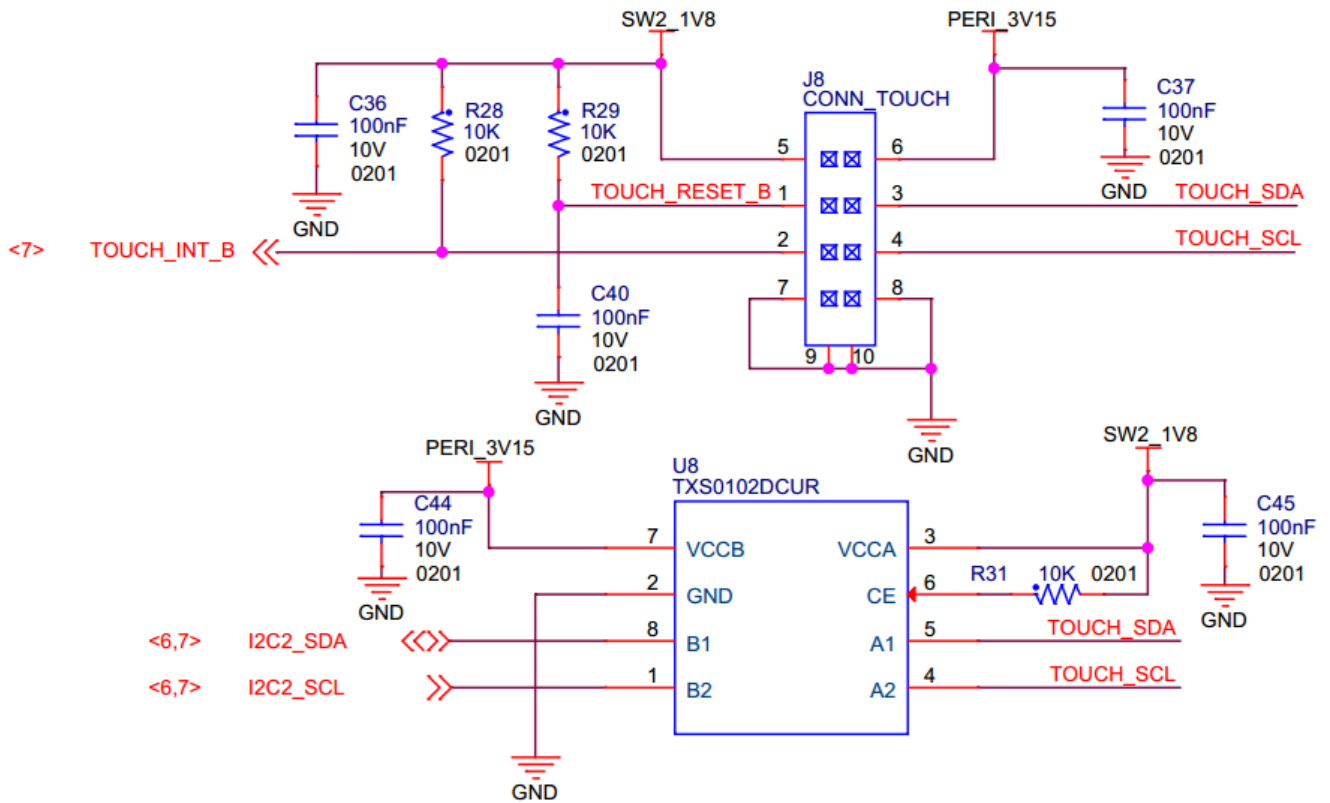 SW2_1V8
PERI_3V15
J8
CONN_TOUCH
C36
100nF
10V
0201
GND
R28
10K
0201
R29
10K
0201
C37
100nF
10V
0201
GND
5
6
TOUCH_RESET_B
1
3
TOUCH_SDA
<7>
TOUCH_INT_B
2
4
TOUCH_SCL
7
8
9
10
C40
100nF
10V
0201
GND
GND
PERI_3V15
C44
100nF
10V
0201
GND
U8
TXS0102DCUR
SW2_1V8
C45
100nF
10V
0201
GND
7
VCCB
VCCA
3
2
GND
CE
6
R31
10K
0201
<6,7>
I2C2_SDA
8
B1
A1
5
TOUCH_SDA
<6,7>
I2C2_SCL
1
B2
A2
4
TOUCH_SCL
GND